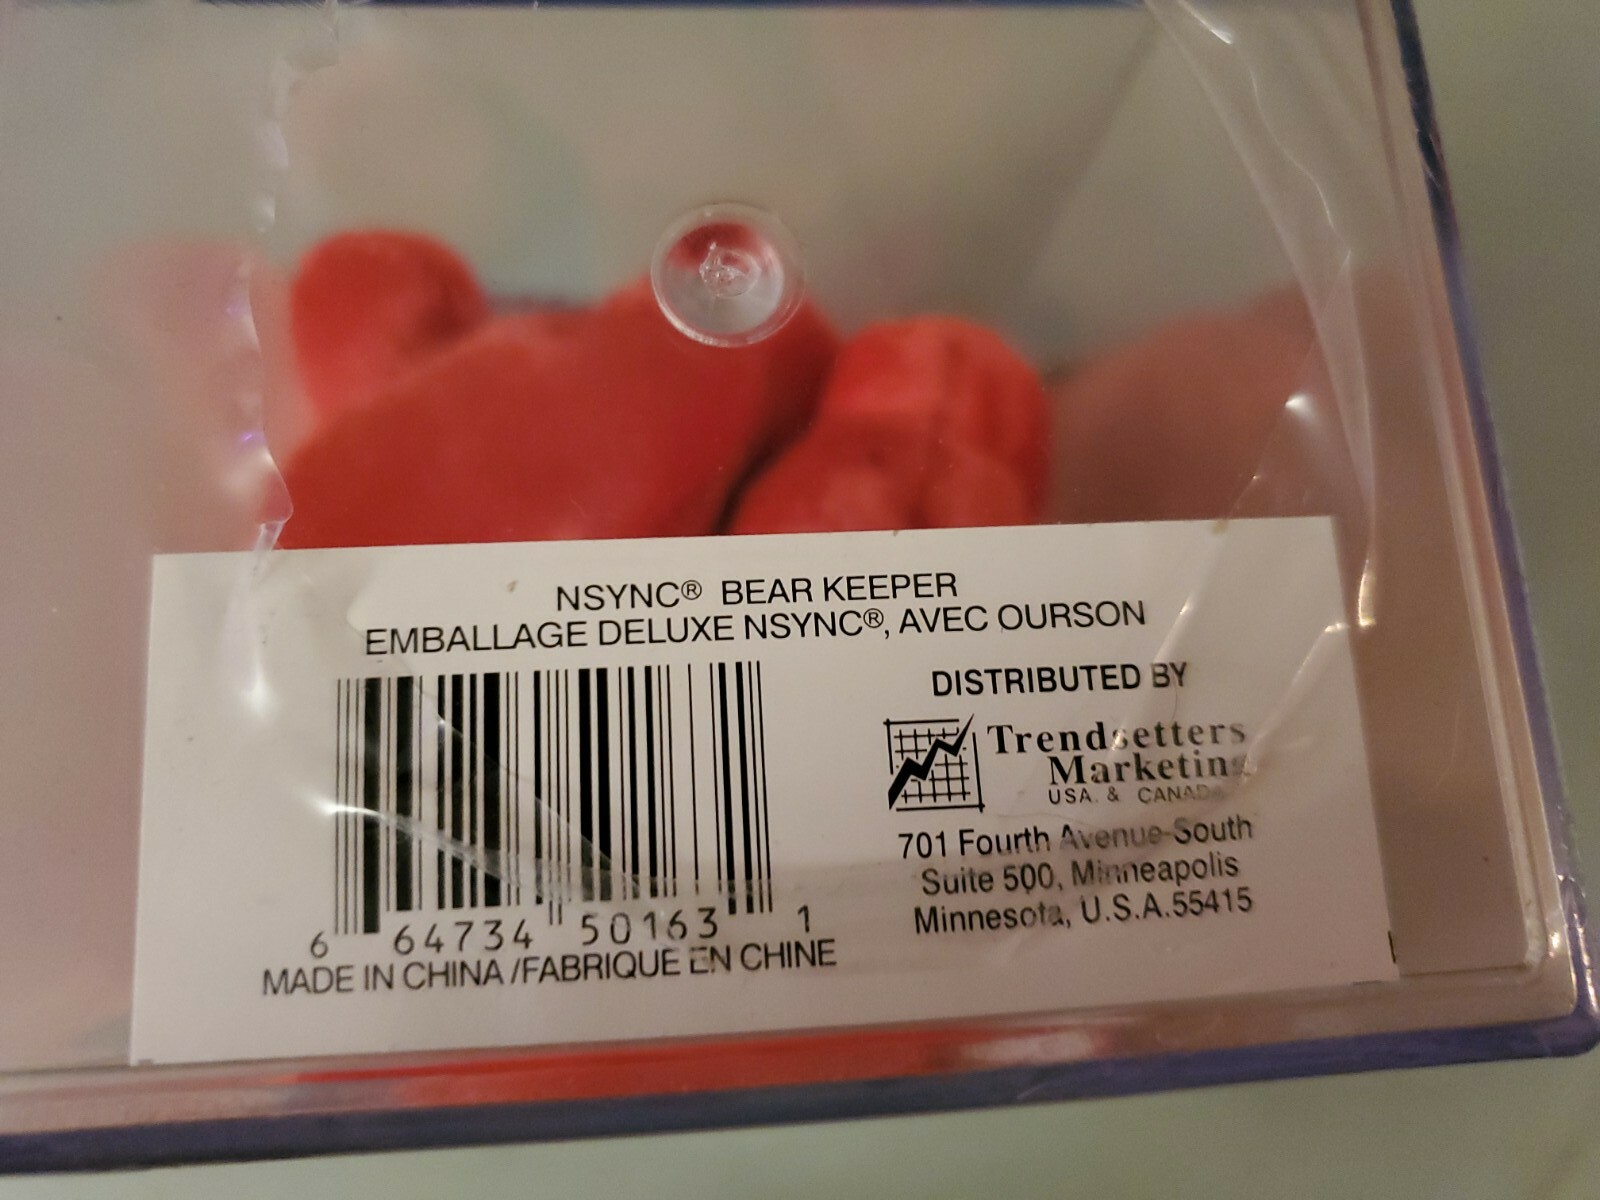 NSYNC® BEAR KEEPER
EMBALLAGE DELUXE NSYNC®, AVEC OURSON
DISTRIBUTED BY
Trendsetters
Marketing
USA. & CANADA
701 Fourth Avenue South
Suite 500, Minneapolis
Minnesota, U.S.A.55415
6 64734 50163 1
MADE IN CHINA/FABRIQUE EN CHINE